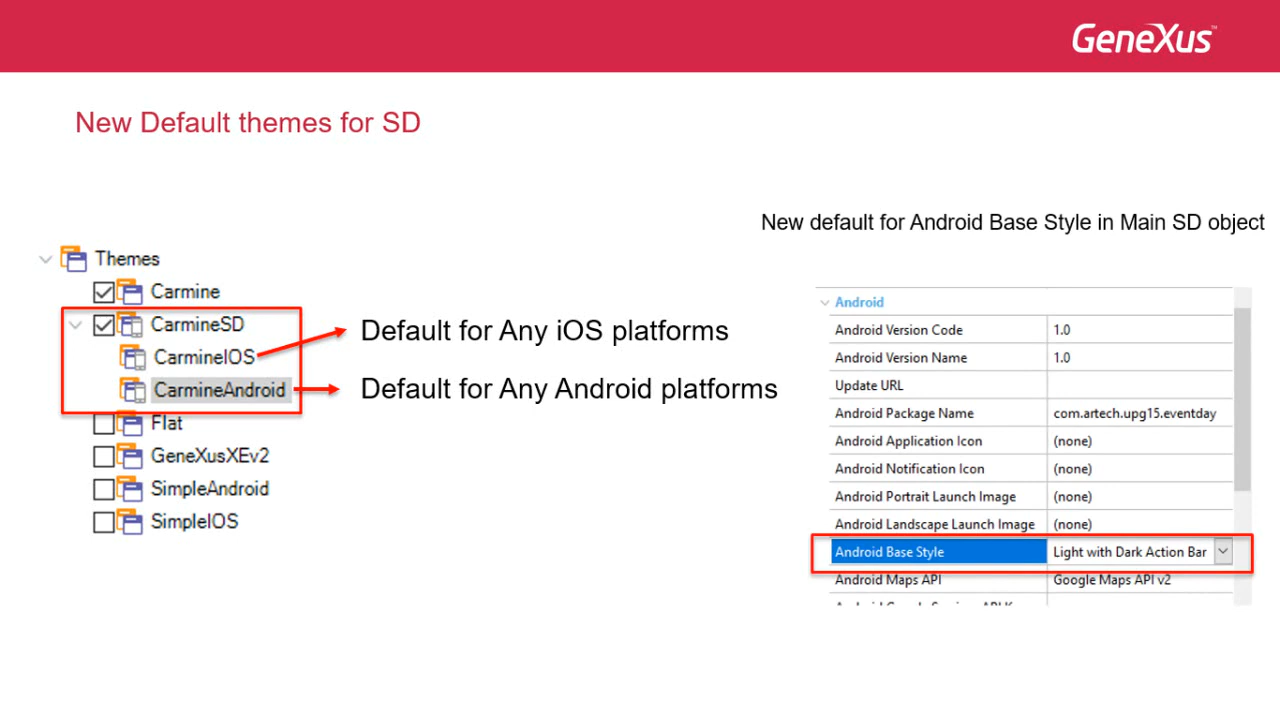 GeneXus™
New Default themes for SD
New default for Android Base Style in Main SD object
Themes
Carmine
CarmineSD
CarmineIOS
CarmineAndroid
Flat
GeneXusXEv2
SimpleAndroid
SimpleIOS
Default for Any iOS platforms
Default for Any Android platforms
Android
Android Version Code 1.0
Android Version Name 1.0
Update URL
Android Package Name com.artech.upg15.eventday
Android Application Icon (none)
Android Notification Icon (none)
Android Portrait Launch Image (none)
Android Landscape Launch Image (none)
Android Base Style Light with Dark Action Bar
Android Maps API Google Maps API v2